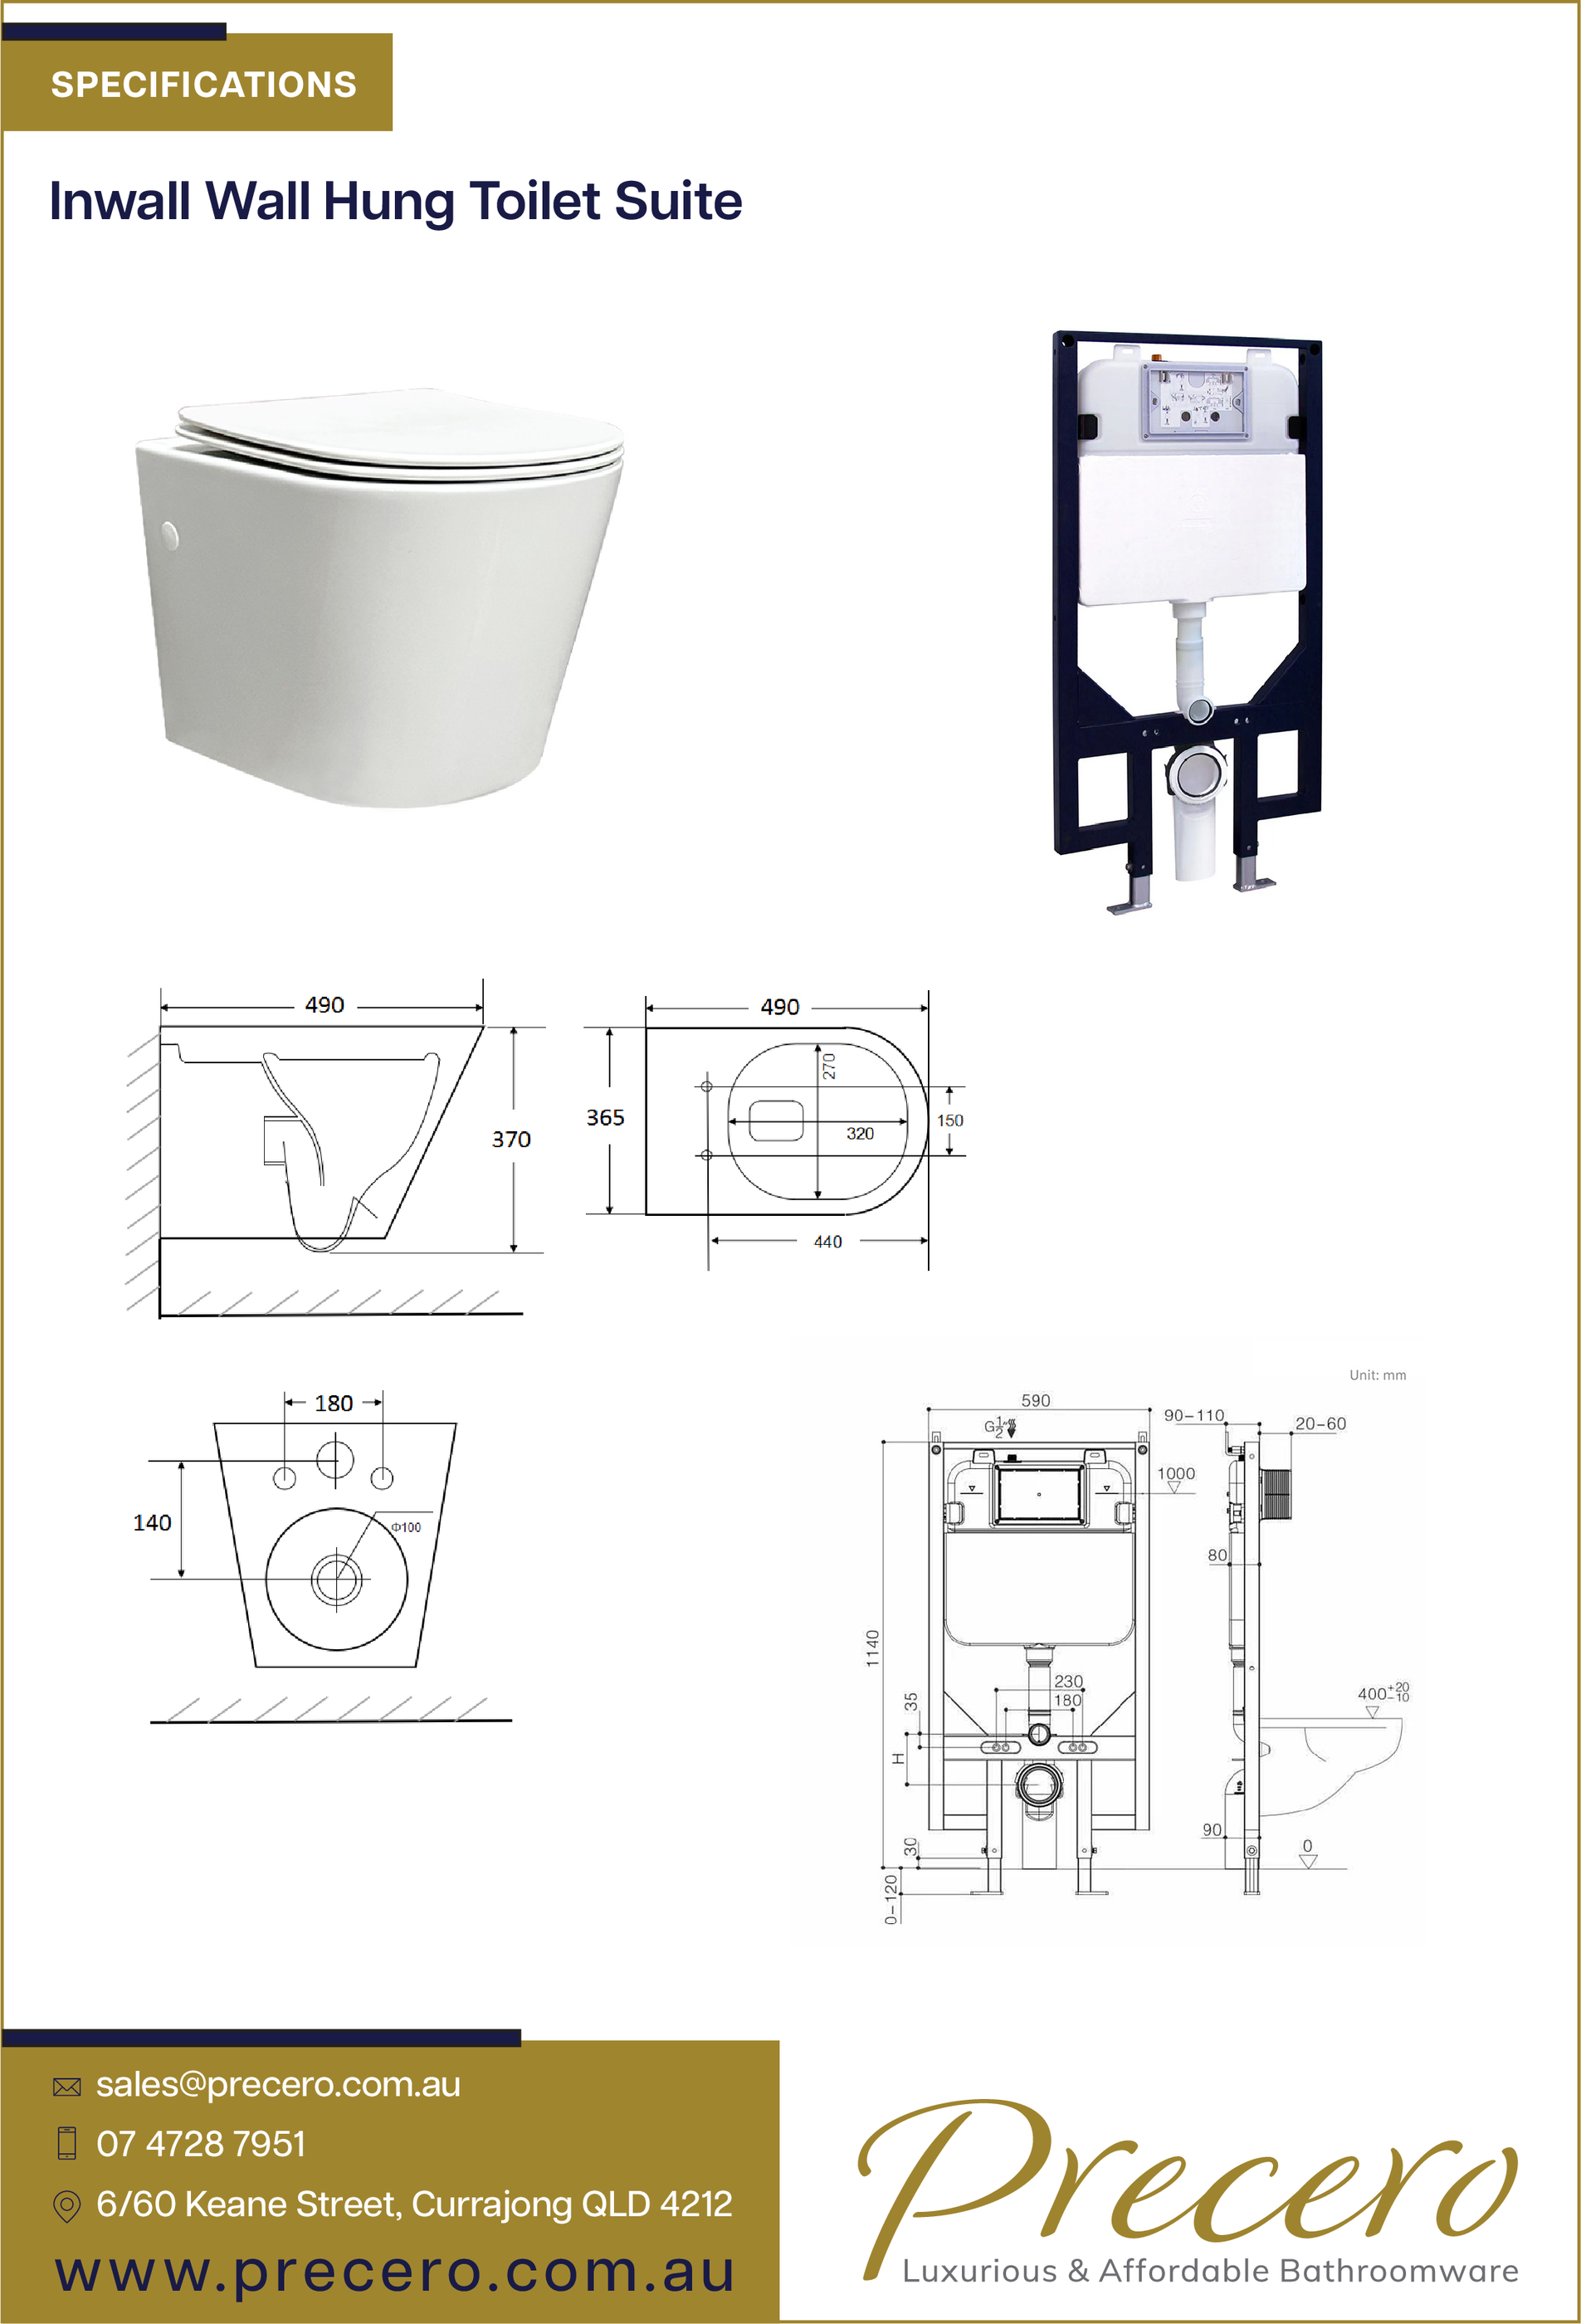 SPECIFICATIONS
Inwall Wall Hung Toilet Suite
490
370
490
365
270
320
150
440
180
140
Φ100
Unit: mm
590
G1/2"
90–110
20–60
1000
80
1140
230
180
35
H
400+20−10
90
0
30
0–120
sales@precero.com.au
07 4728 7951
6/60 Keane Street, Currajong QLD 4212
www.precero.com.au
Precero
Luxurious & Affordable Bathroomware